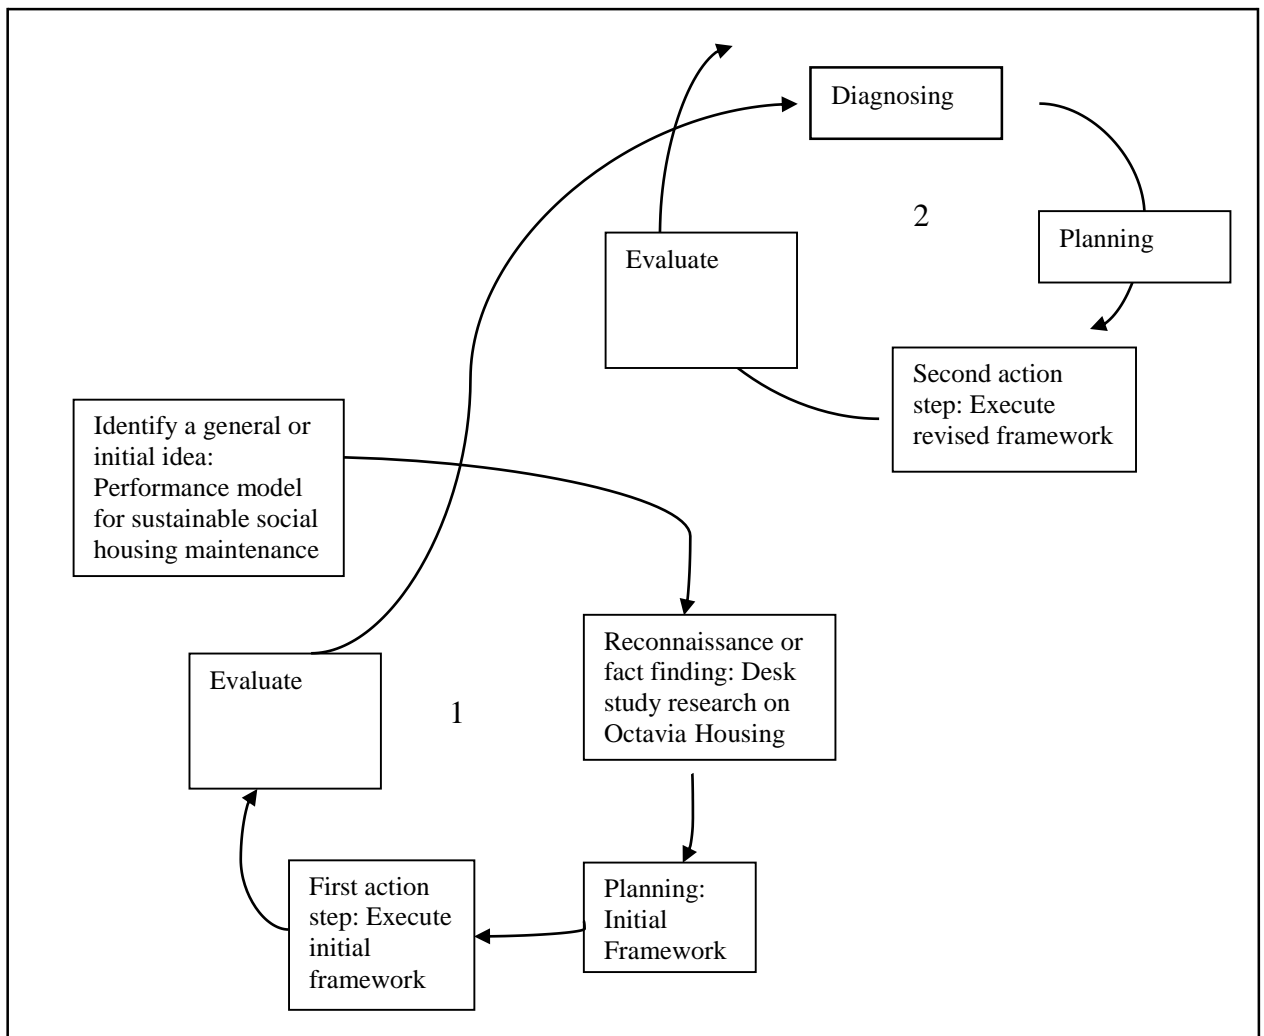 Diagnosing
2
Planning
Evaluate
Second action
step: Execute
revised framework
Identify a general or
initial idea:
Performance model
for sustainable social
housing maintenance
Reconnaissance or
fact finding: Desk
study research on
Octavia Housing
Evaluate
1
First action
step: Execute
initial
framework
Planning:
Initial
Framework